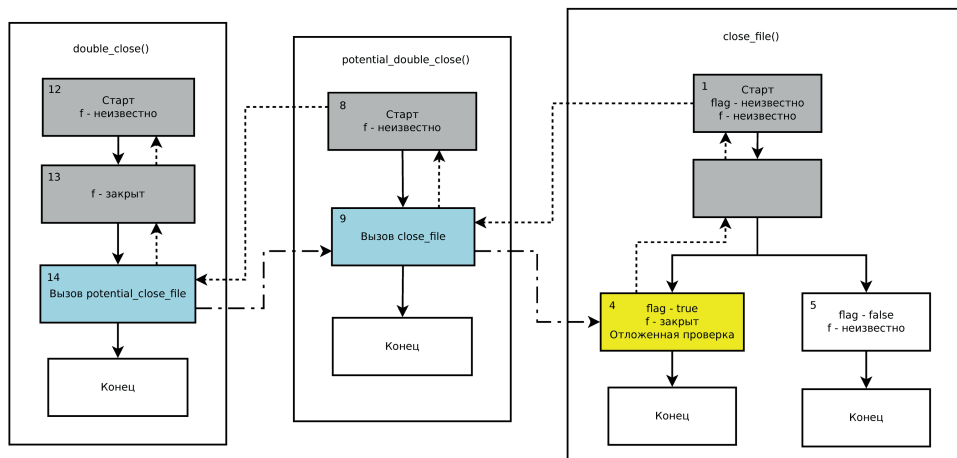 double_close()
12
Старт
f - неизвестно
13
f - закрыт
14
Вызов potential_close_file
Конец
potential_double_close()
8
Старт
f - неизвестно
9
Вызов close_file
Конец
close_file()
1
Старт
flag - неизвестно
f - неизвестно
4
flag - true
f - закрыт
Отложенная проверка
5
flag - false
f - неизвестно
Конец
Конец